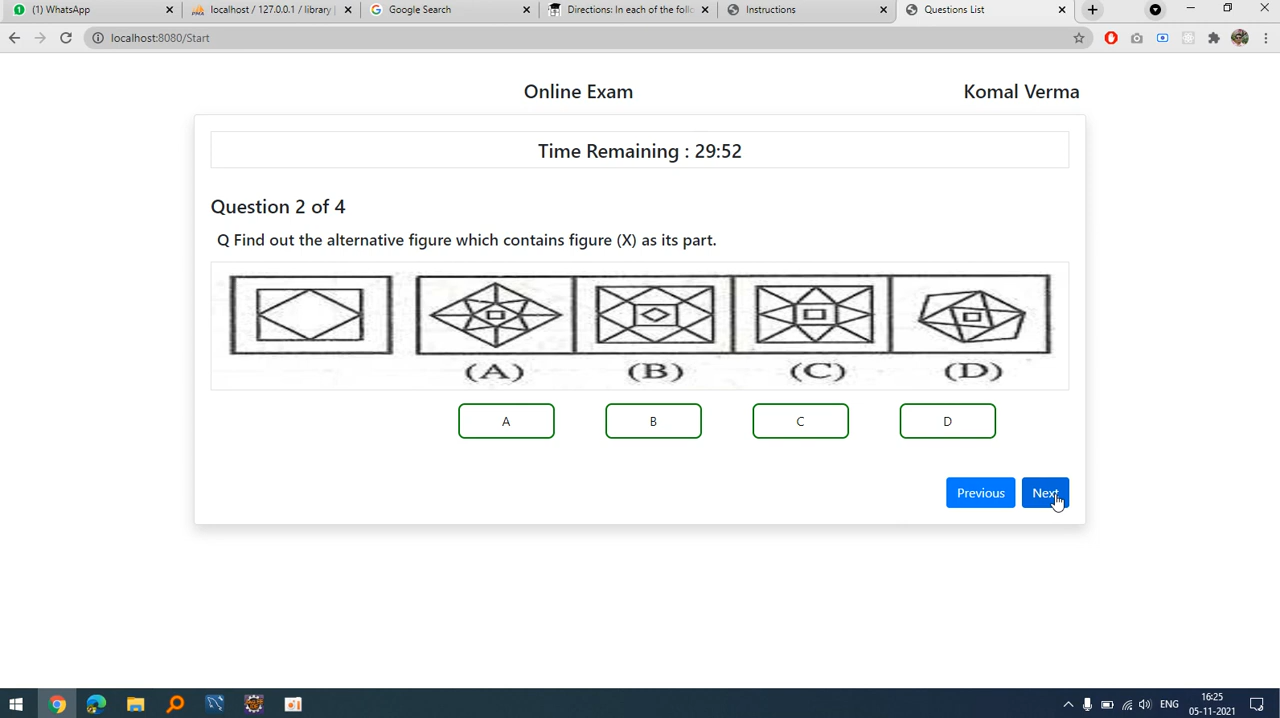 (1) WhatsApp
localhost / 127.0.0.1 / library
Google Search
Directions: In each of the follo
Instructions
Questions List
localhost:8080/Start
Online Exam
Komal Verma
Time Remaining : 29:52
Question 2 of 4
Q Find out the alternative figure which contains figure (X) as its part.
(A) (B) (C) (D)
A B C D
Previous Next
ENG
16:25
05-11-2021